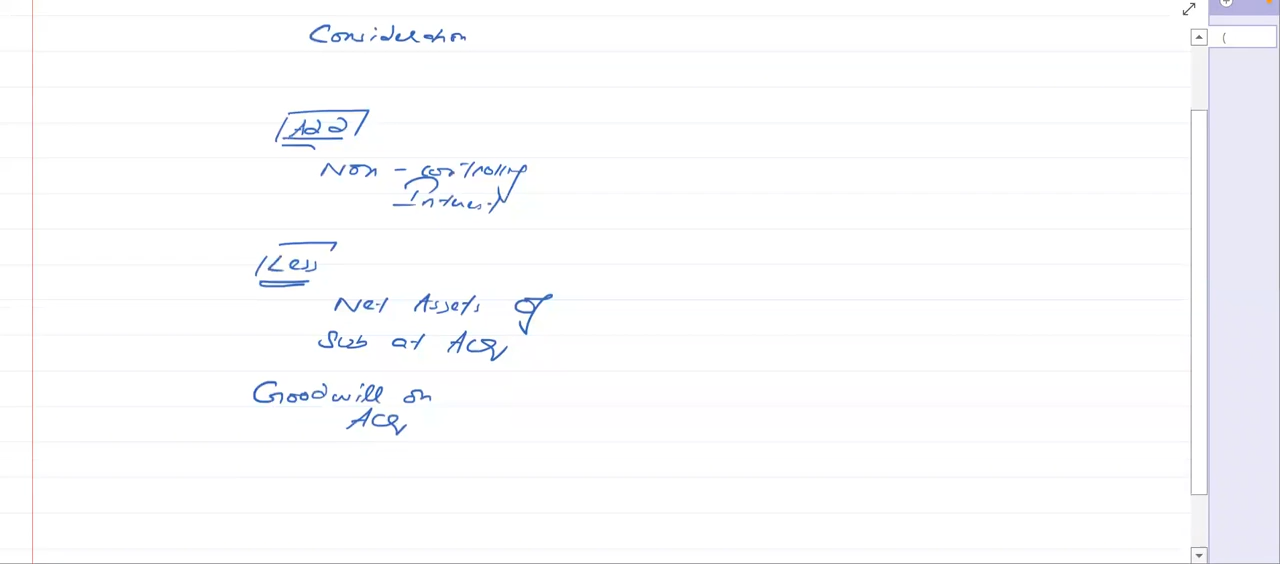 Consideration
Add
Non - controlling
Interest
Less
Net Assets of
Sub at ACQ
Goodwill on
ACQ